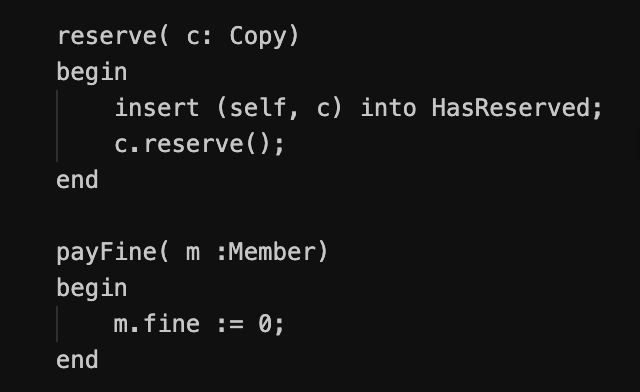 reserve( c: Copy)
begin
insert (self, c) into HasReserved;
c.reserve();
end
payFine( m :Member)
begin
m.fine := 0;
end